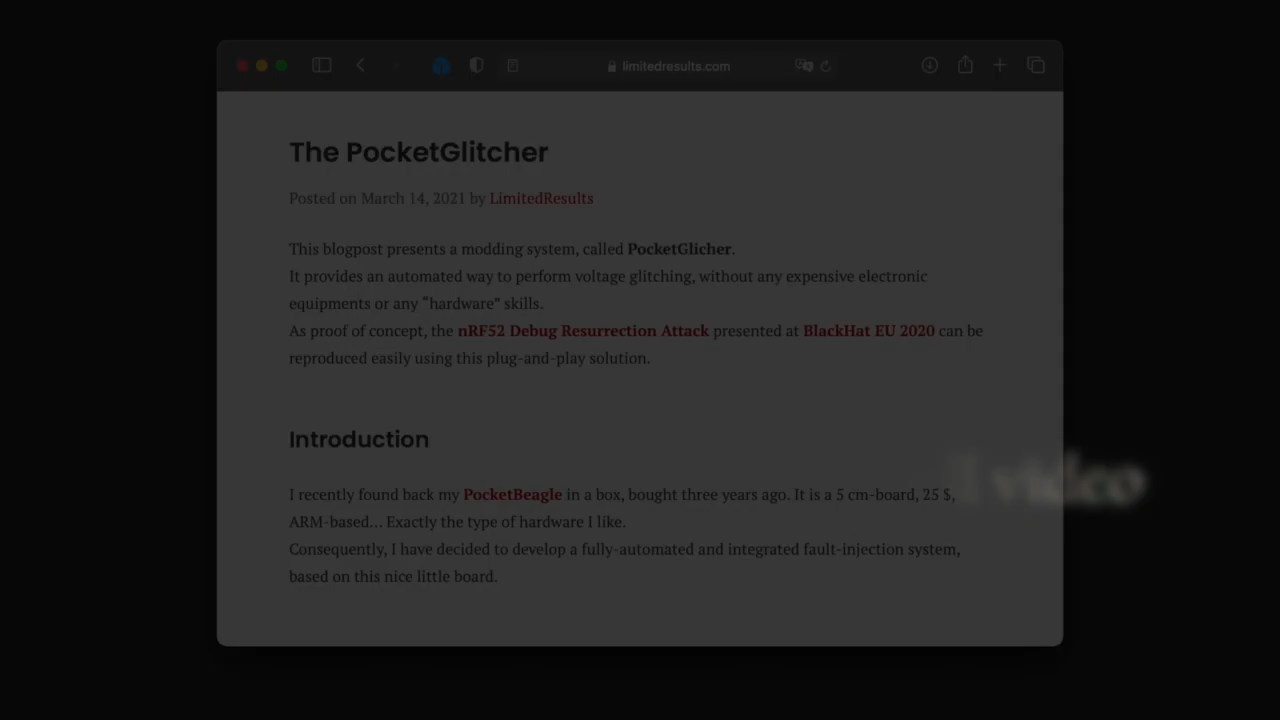 limitedresults.com
The PocketGlitcher
Posted on March 14, 2021 by LimitedResults
This blogpost presents a modding system, called PocketGlicher.
It provides an automated way to perform voltage glitching, without any expensive electronic
equipments or any “hardware” skills.
As proof of concept, the nRF52 Debug Resurrection Attack presented at BlackHat EU 2020 can be
reproduced easily using this plug-and-play solution.
Introduction
I recently found back my PocketBeagle in a box, bought three years ago. It is a 5 cm-board, 25 $,
ARM-based… Exactly the type of hardware I like.
Consequently, I have decided to develop a fully-automated and integrated fault-injection system,
based on this nice little board.
video